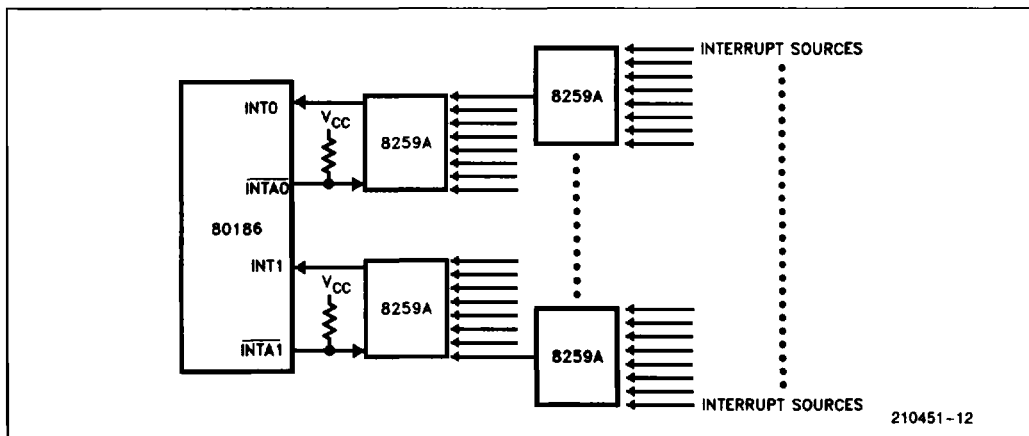 INTERRUPT SOURCES
8259A
INT0
V_CC
8259A
INTA0
80186
INT1
V_CC
8259A
INTA1
8259A
INTERRUPT SOURCES
210451-12